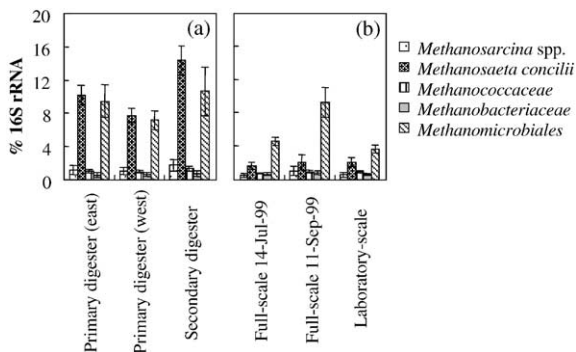 20
16
12
8
4
0
% 16S rRNA
(a)
(b)
Methanosarcina spp.
Methanosaeta concilii
Methanococcaceae
Methanobacteriaceae
Methanomicrobiales
Primary digester (east)
Primary digester (west)
Secondary digester
Full-scale 14-Jul-99
Full-scale 11-Sep-99
Laboratory-scale